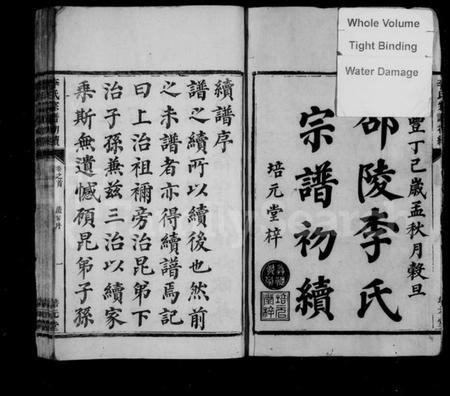 Whole Volume
Tight Binding
Water Damage
豐丁巳歲孟秋月穀旦
邵陵李氏
宗譜初續
培元堂梓
續譜序
譜之續所以續後也然前
之未譜者亦得續譜焉記
曰上治祖禰旁治昆弟下
治子孫兼茲三治以續家
乘斯無遺憾顧昆弟子孫